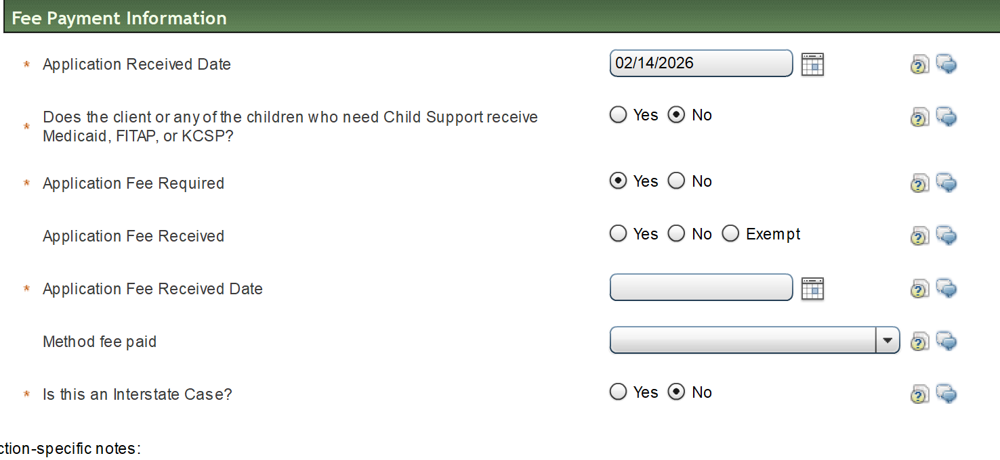 Fee Payment Information
* Application Received Date 02/14/2026
* Does the client or any of the children who need Child Support receive Yes No
Medicaid, FITAP, or KCSP?
* Application Fee Required Yes No
Application Fee Received Yes No Exempt
* Application Fee Received Date
Method fee paid
* Is this an Interstate Case? Yes No
ction-specific notes: